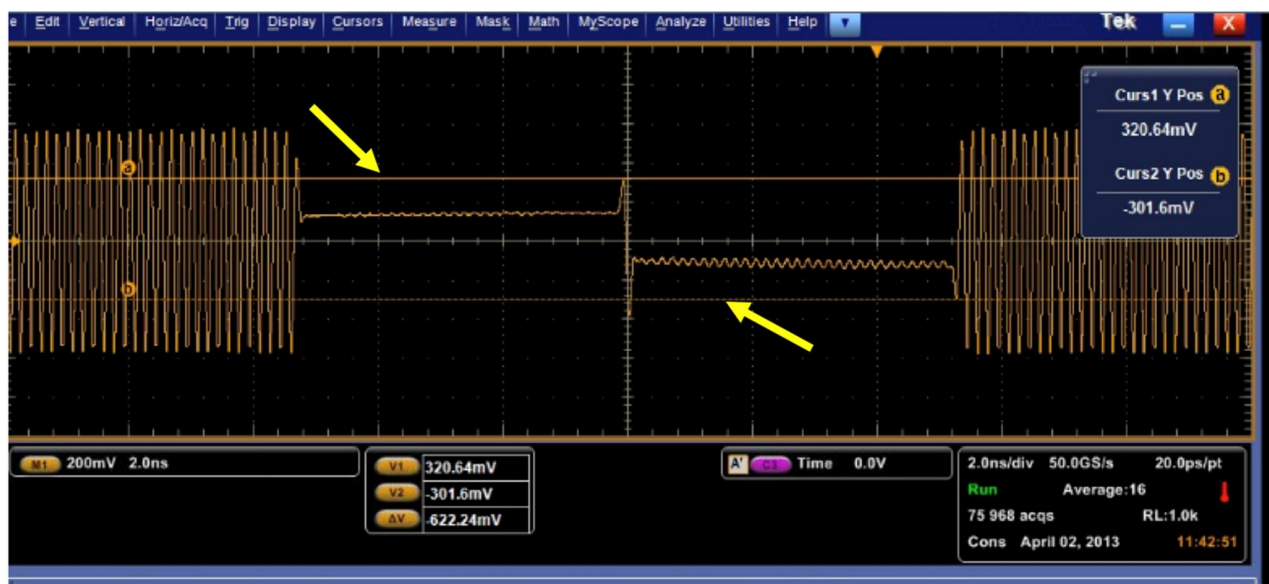 e Edit Vertical Horiz/Acq Trig Display Cursors Measure Mask Math MyScope Analyze Utilities Help Tek X
Curs1 Y Pos a
320.64mV
Curs2 Y Pos b
-301.6mV
a
b
M1 200mV 2.0ns
V1 320.64mV
V2 -301.6mV
ΔV -622.24mV
A' C3 Time 0.0V
2.0ns/div 50.0GS/s 20.0ps/pt
Run Average:16
75 968 acqs RL:1.0k
Cons April 02, 2013 11:42:51